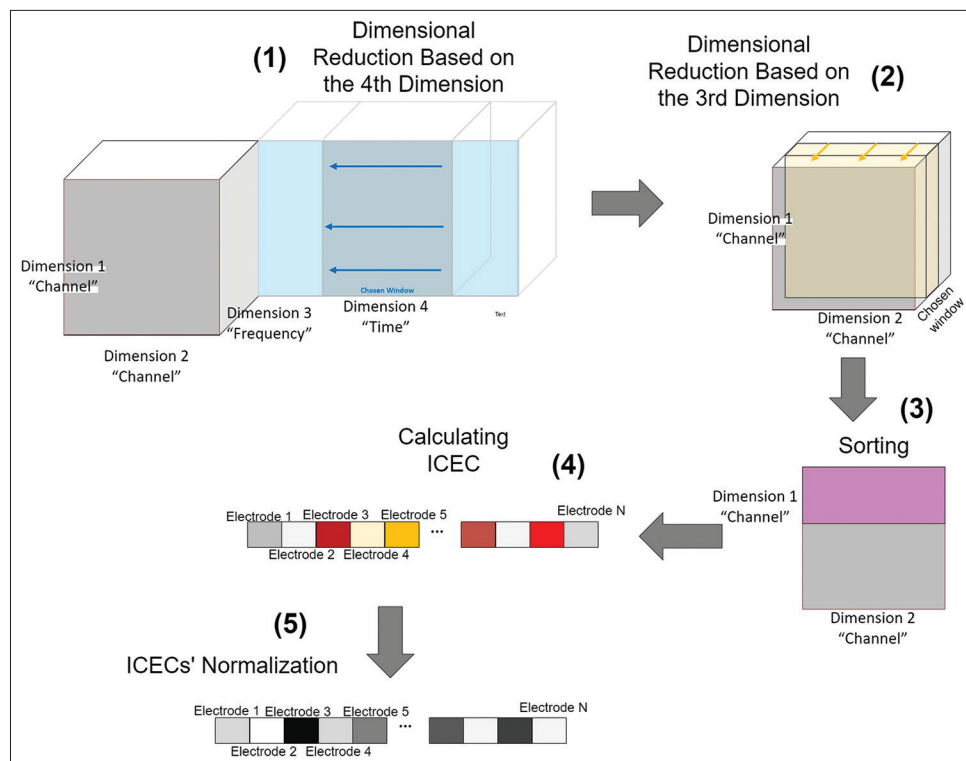 (1)
Dimensional
Reduction Based on
the 4th Dimension
Dimension 1
“Channel”
Dimension 2
“Channel”
Dimension 3
“Frequency”
Chosen Window
Dimension 4
“Time”
Text
Dimensional
Reduction Based on
the 3rd Dimension
(2)
Dimension 1
“Channel”
Dimension 2
“Channel”
Chosen
window
(3)
Sorting
Dimension 1
“Channel”
Dimension 2
“Channel”
Calculating
ICEC
(4)
Electrode 1
Electrode 2
Electrode 3
Electrode 4
Electrode 5
...
Electrode N
(5)
ICECs' Normalization
Electrode 1
Electrode 2
Electrode 3
Electrode 4
Electrode 5
...
Electrode N